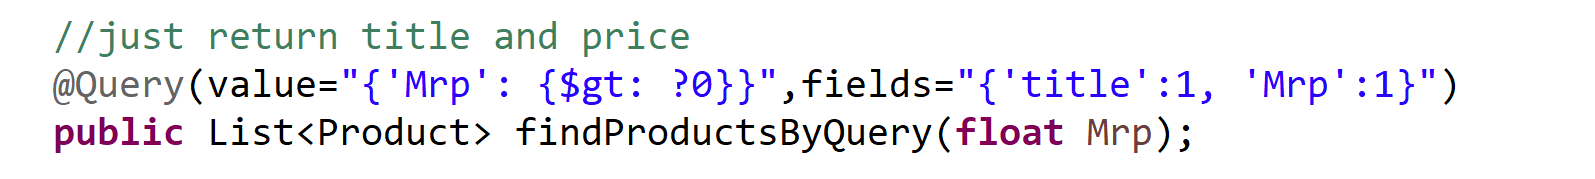 //just return title and price
@Query(value="{'Mrp': {$gt: ?0}}",fields="{'title':1, 'Mrp':1}")
public List<Product> findProductsByQuery(float Mrp);